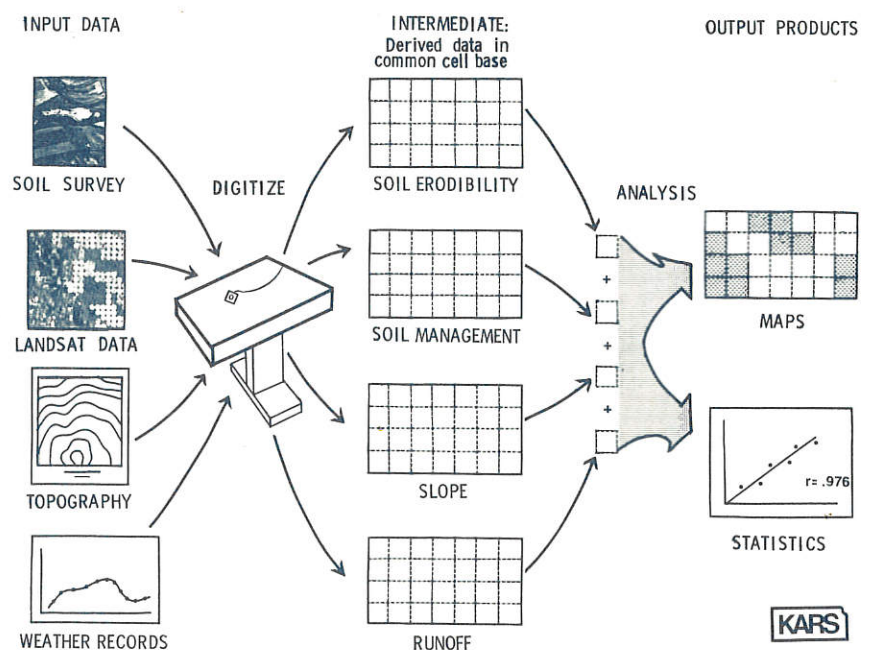 INPUT DATA
INTERMEDIATE:
Derived data in
common cell base
OUTPUT PRODUCTS
SOIL SURVEY
DIGITIZE
SOIL ERODIBILITY
ANALYSIS
LANDSAT DATA
SOIL MANAGEMENT
MAPS
TOPOGRAPHY
SLOPE
r= .976
STATISTICS
WEATHER RECORDS
RUNOFF
KARS
+
+
+